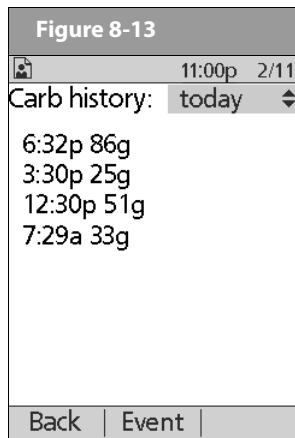 Figure 8-13
11:00p 2/11
Carb history: today
6:32p 86g
3:30p 25g
12:30p 51g
7:29a 33g
Back | Event |